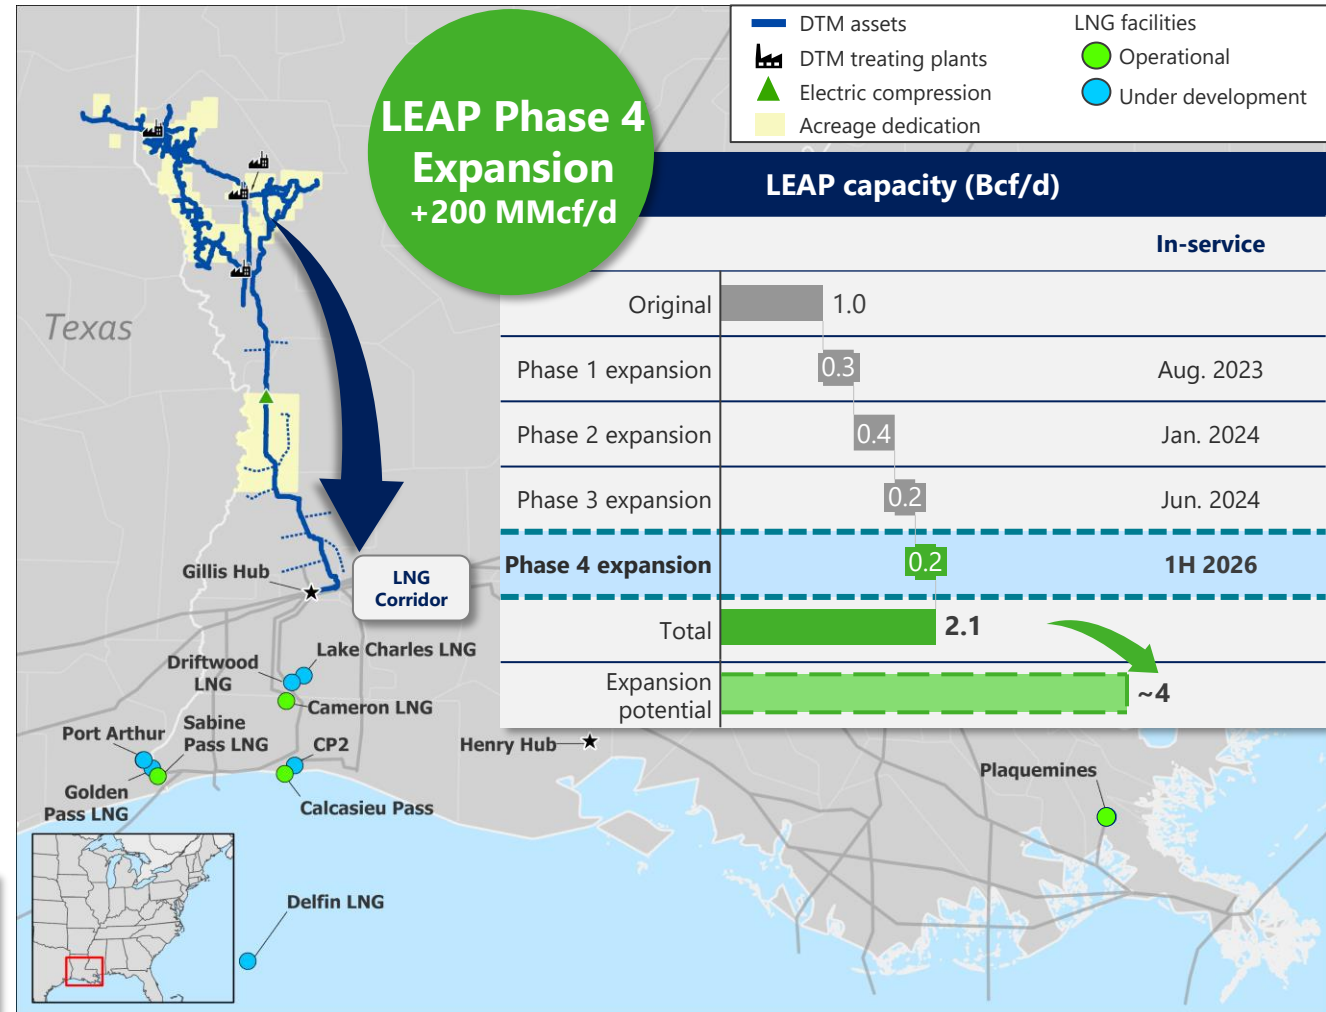 DTM assets
DTM treating plants
Electric compression
Acreage dedication
LNG facilities
Operational
Under development
LEAP Phase 4
Expansion
+200 MMcf/d
LEAP capacity (Bcf/d)
In-service
Original 1.0
Phase 1 expansion 0.3 Aug. 2023
Phase 2 expansion 0.4 Jan. 2024
Phase 3 expansion 0.2 Jun. 2024
Phase 4 expansion 0.2 1H 2026
Total 2.1
Expansion
potential ~4
Texas
Gillis Hub
LNG
Corridor
Driftwood
LNG
Lake Charles LNG
Cameron LNG
Port Arthur
Sabine
Pass LNG
CP2
Golden
Pass LNG
Calcasieu Pass
Henry Hub
Plaquemines
Delfin LNG